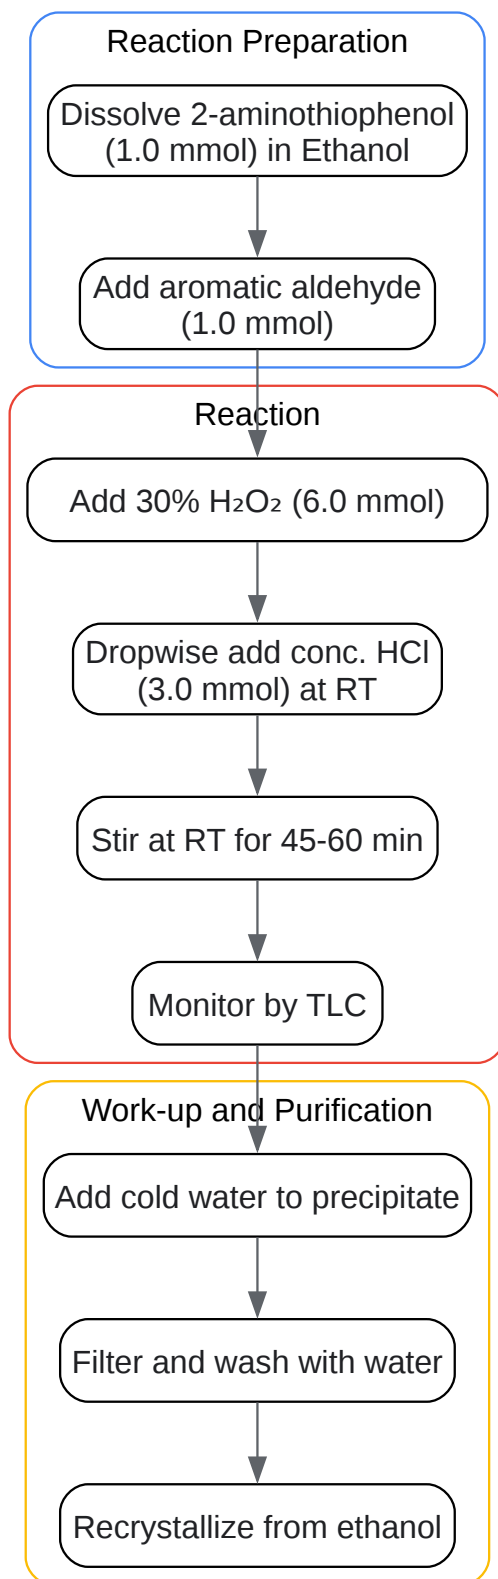 Reaction Preparation
Dissolve 2-aminothiophenol
(1.0 mmol) in Ethanol
Add aromatic aldehyde
(1.0 mmol)
Reaction
Add 30% H₂O₂ (6.0 mmol)
Dropwise add conc. HCl
(3.0 mmol) at RT
Stir at RT for 45-60 min
Monitor by TLC
Work-up and Purification
Add cold water to precipitate
Filter and wash with water
Recrystallize from ethanol